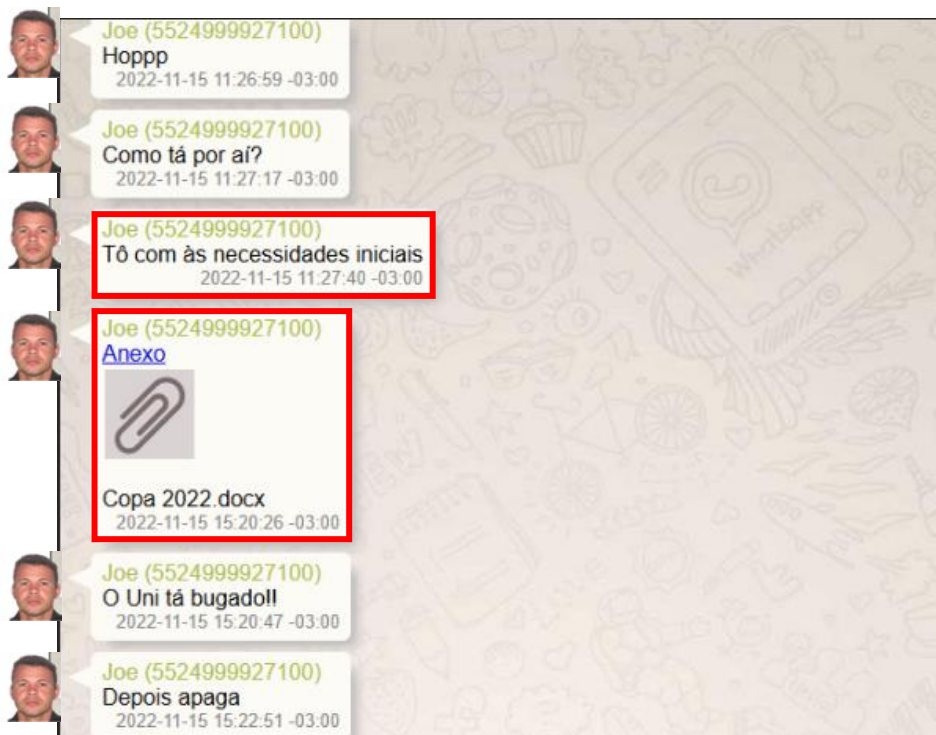 Joe (5524999927100)
Hoppp
2022-11-15 11:26:59 -03:00
Joe (5524999927100)
Como tá por aí?
2022-11-15 11:27:17 -03:00
Joe (5524999927100)
Tô com às necessidades iniciais
2022-11-15 11:27:40 -03:00
Joe (5524999927100)
Anexo
Copa 2022.docx
2022-11-15 15:20:26 -03:00
Joe (5524999927100)
O Uni tá bugado!!
2022-11-15 15:20:47 -03:00
Joe (5524999927100)
Depois apaga
2022-11-15 15:22:51 -03:00
WhatsAPP